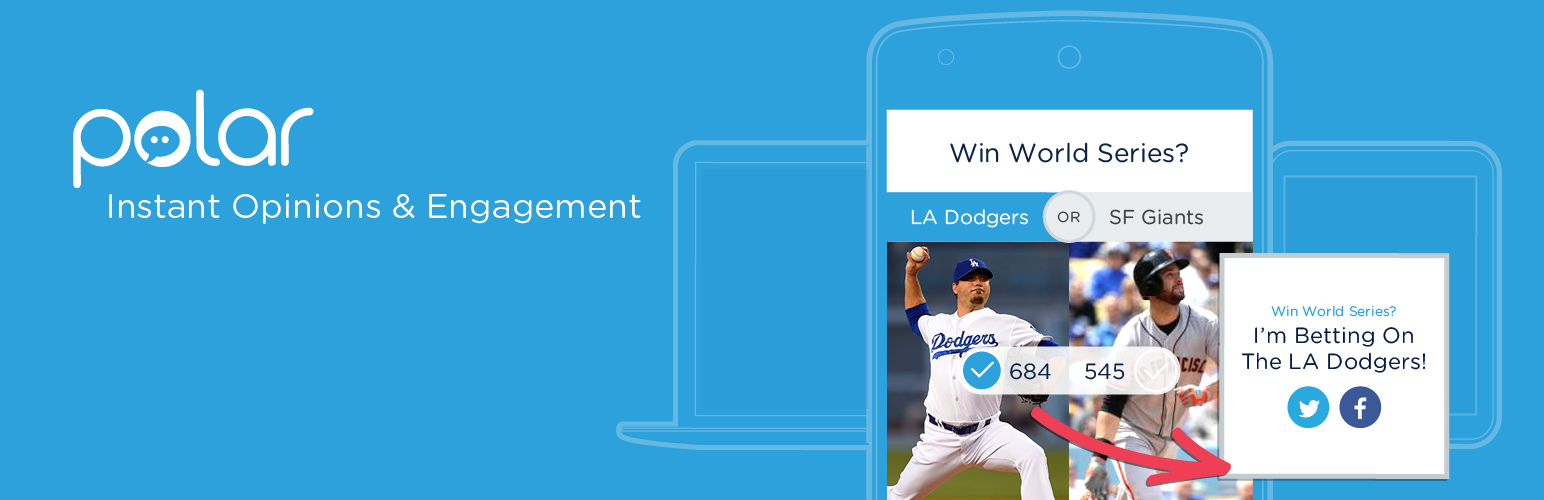 polar
Instant Opinions & Engagement
Win World Series?
LA Dodgers OR SF Giants
LA
Dodgers
684 545
Win World Series?
I'm Betting On
The LA Dodgers!